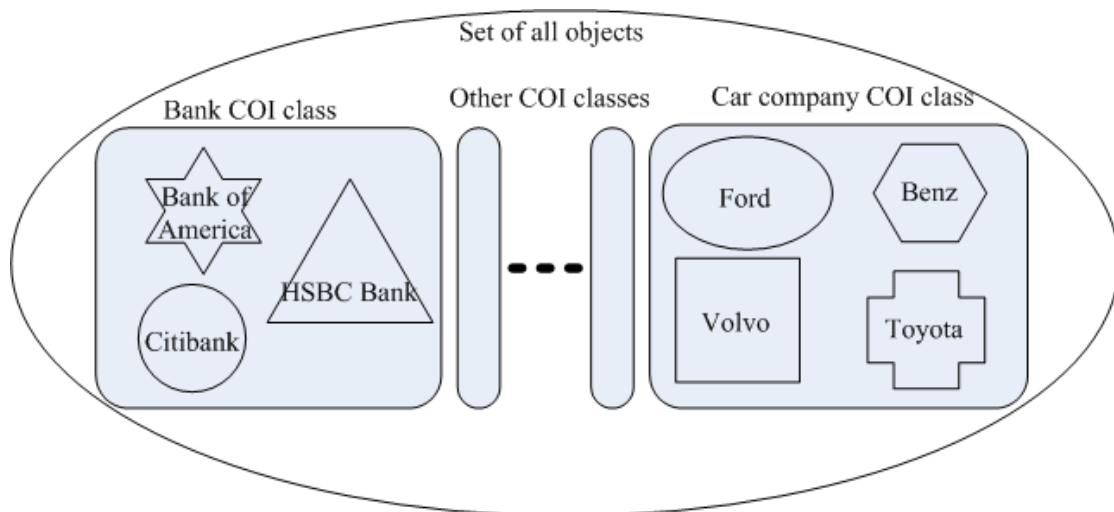 Set of all objects
Bank COI class
Other COI classes
Car company COI class
Bank of
America
HSBC Bank
Citibank
Ford
Benz
Volvo
Toyota